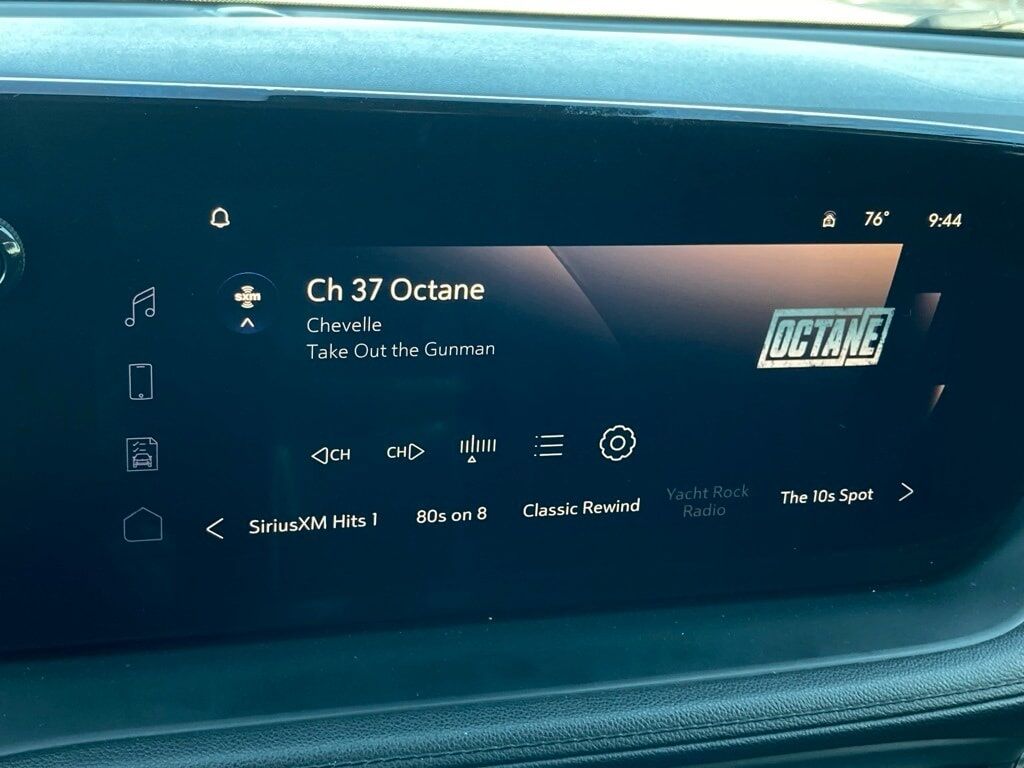 76° 9:44
sxm
Ch 37 Octane
Chevelle
Take Out the Gunman
OCTANE
CH CH
SiriusXM Hits 1
80s on 8
Classic Rewind
Yacht Rock
Radio
The 10s Spot